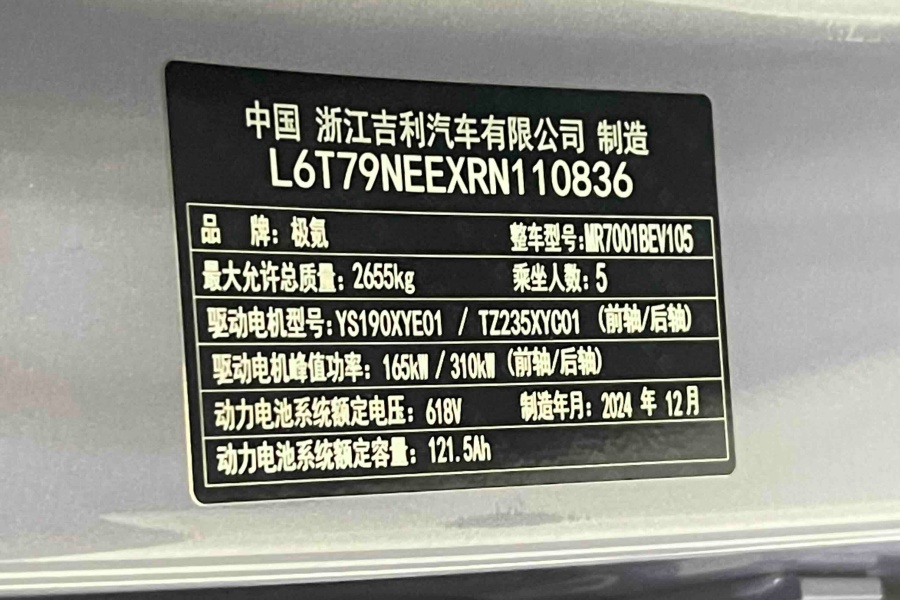 中国 浙江吉利汽车有限公司 制造
L6T79NEEXRN110836
品 牌: 极氪 整车型号:MR7001BEV105
最大允许总质量: 2655kg 乘坐人数: 5
驱动电机型号: YS190XYE01 / TZ235XYC01 (前轴/后轴)
驱动电机峰值功率: 165kW / 310kW (前轴/后轴)
动力电池系统额定电压: 618V 制造年月: 2024 年 12月
动力电池系统额定容量: 121.5Ah